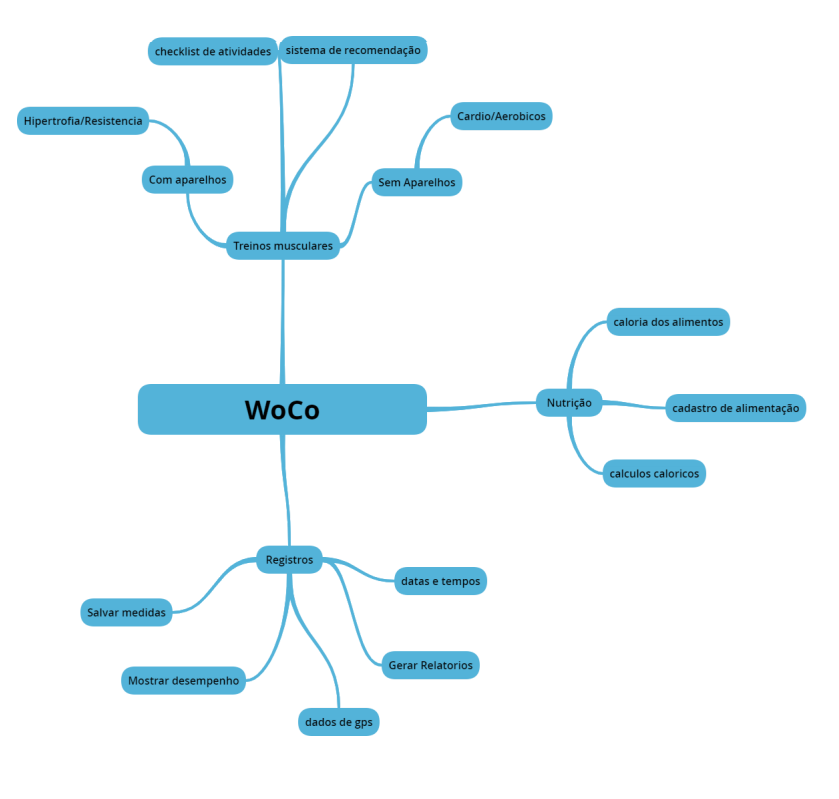 checklist de atividades
sistema de recomendação
Hipertrofia/Resistencia
Cardio/Aerobicos
Com aparelhos
Sem Aparelhos
Treinos musculares
caloria dos alimentos
WoCo
Nutrição
cadastro de alimentação
calculos caloricos
Registros
datas e tempos
Salvar medidas
Gerar Relatorios
Mostrar desempenho
dados de gps